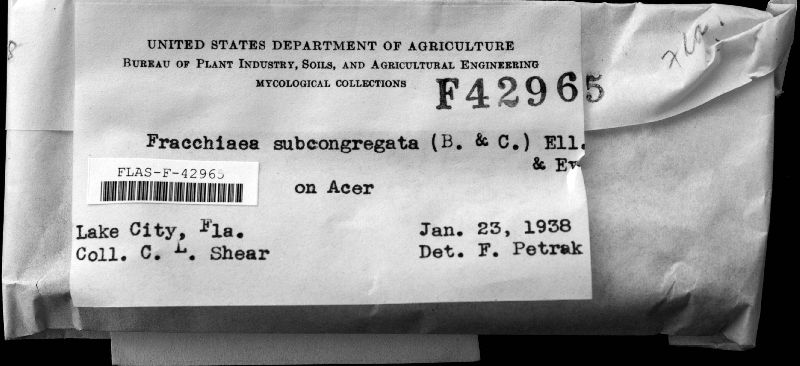 UNITED STATES DEPARTMENT OF AGRICULTURE
BUREAU OF PLANT INDUSTRY, SOILS, AND AGRICULTURAL ENGINEERING
MYCOLOGICAL COLLECTIONS
F42965
Fracchiaea subcongregata (B. & C.) Ell.
& Ev
FLAS-F-42965
on Acer
Lake City, Fla.
Jan. 23, 1938
Coll. C. L. Shear
Det. F. Petrak